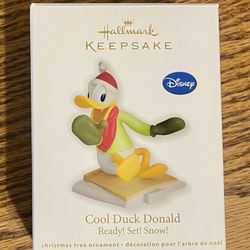 Hallmark
KEEPSAKE
Disney
Cool Duck Donald
Ready! Set! Snow!
christmas tree ornament • décoration pour l'arbre de noël